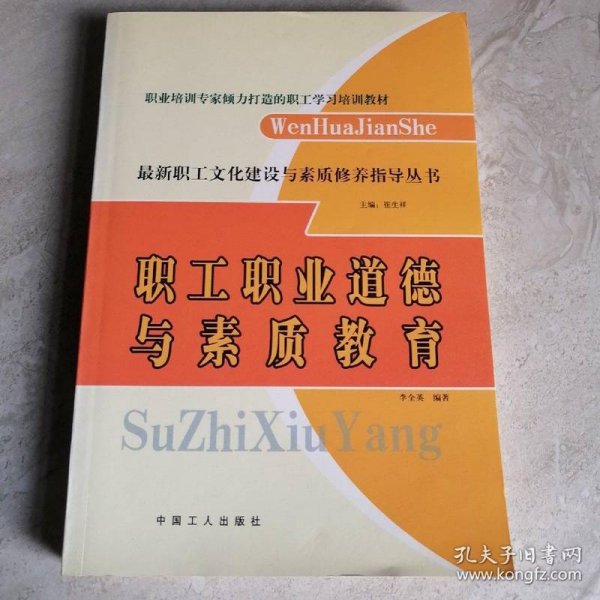 职业培训专家倾力打造的职工学习培训教材
WenHuaJianShe
最新职工文化建设与素质修养指导丛书
主编：张生祥
职工职业道德
与素质教育
李全英 编著
SuZhiXiuYang
中国工人出版社
孔夫子旧书网
www.kongfz.com